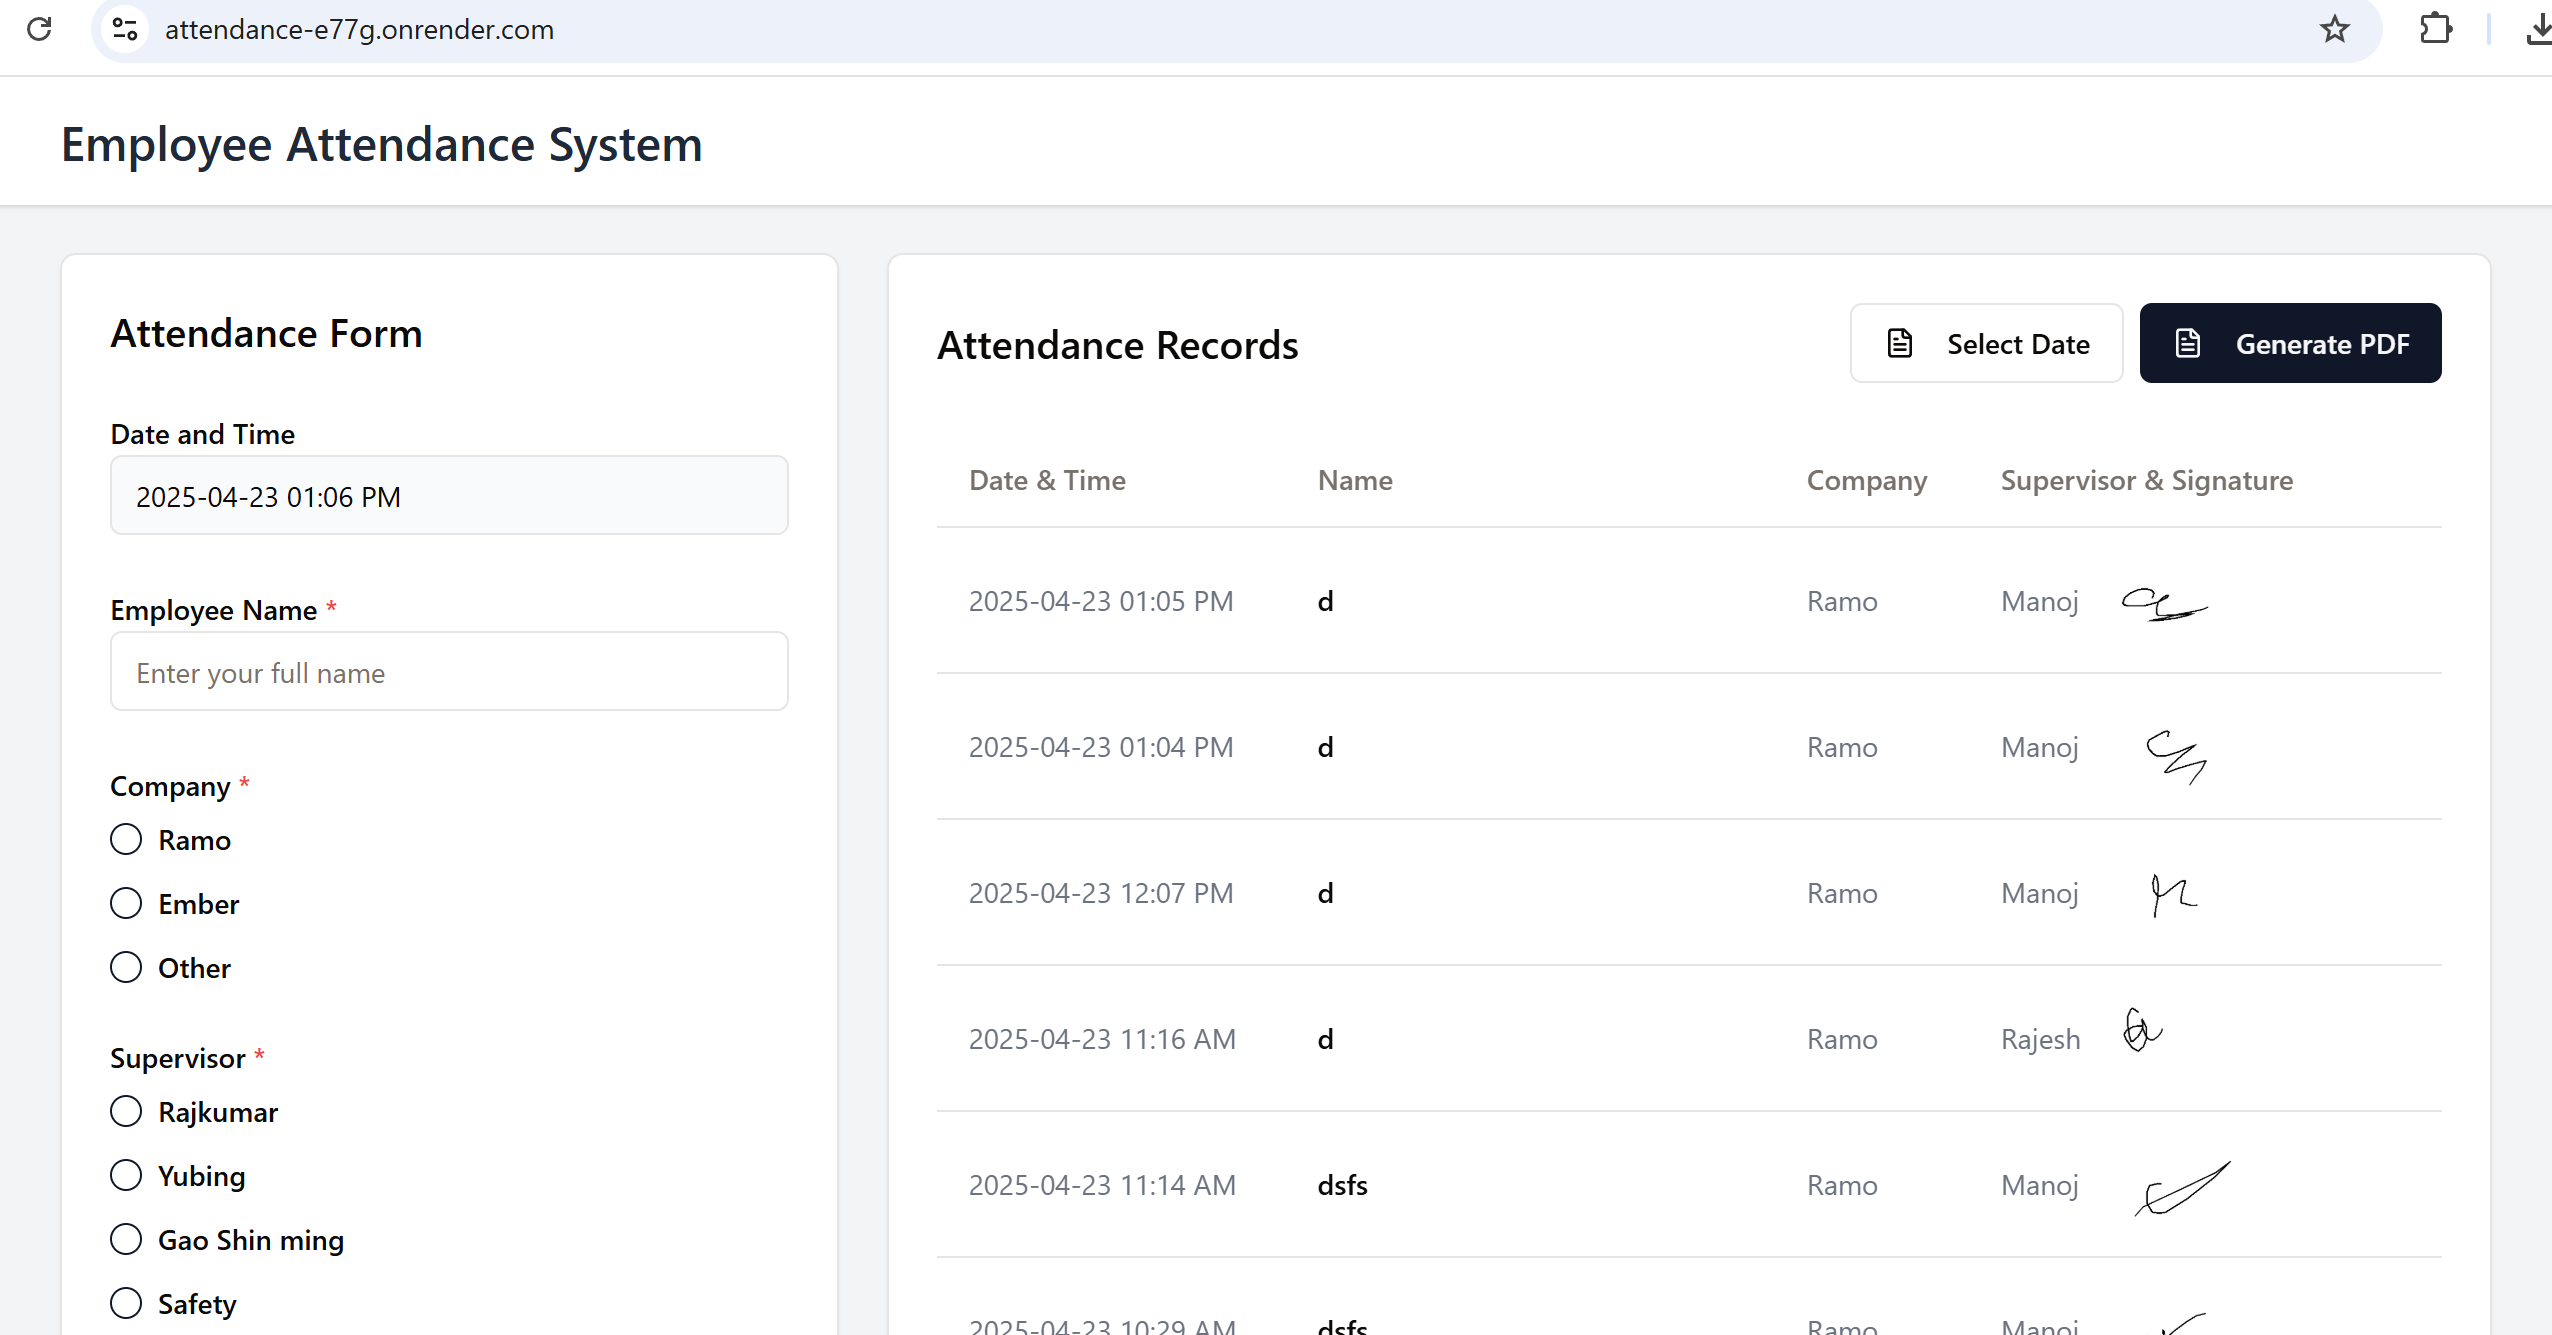 attendance-e77g.onrender.com
Employee Attendance System
Attendance Form
Date and Time
2025-04-23 01:06 PM
Employee Name *
Enter your full name
Company *
Ramo
Ember
Other
Supervisor *
Rajkumar
Yubing
Gao Shin ming
Safety
Attendance Records
Select Date
Generate PDF
Date & Time Name Company Supervisor & Signature
2025-04-23 01:05 PM d Ramo Manoj
2025-04-23 01:04 PM d Ramo Manoj
2025-04-23 12:07 PM d Ramo Manoj
2025-04-23 11:16 AM d Ramo Rajesh
2025-04-23 11:14 AM dsfs Ramo Manoj
2025-04-23 10:29 AM dsfs Ramo Manoj